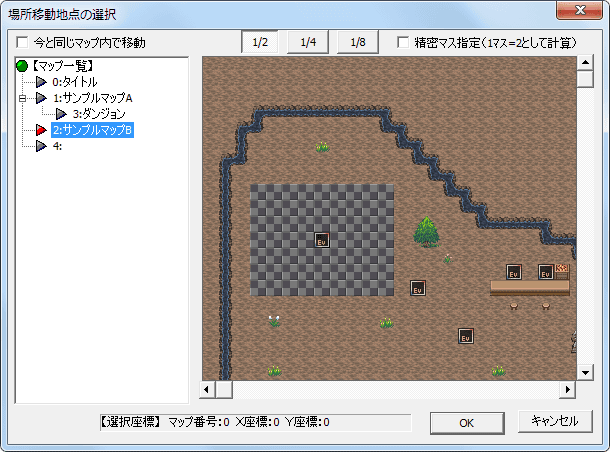 場所移動地点の選択
今と同じマップ内で移動
1/2
1/4
1/8
精密マス指定(1マス=2として計算)
【マップ一覧】
0:タイトル
1:サンプルマップA
3:ダンジョン
2:サンプルマップB
4:
Ev
Ev
Ev
Ev
Ev
【選択座標】 マップ番号:0 X座標:0 Y座標:0
OK
キャンセル